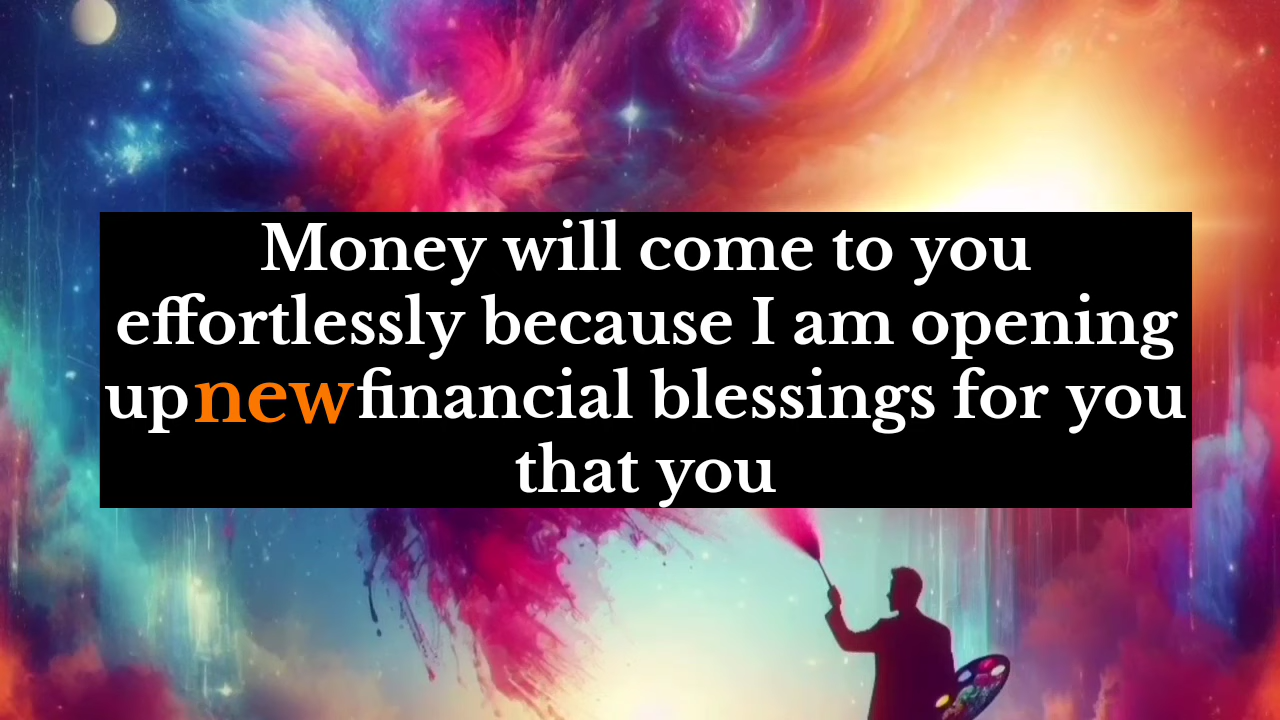 Money will come to you
effortlessly because I am opening
up new financial blessings for you
that you